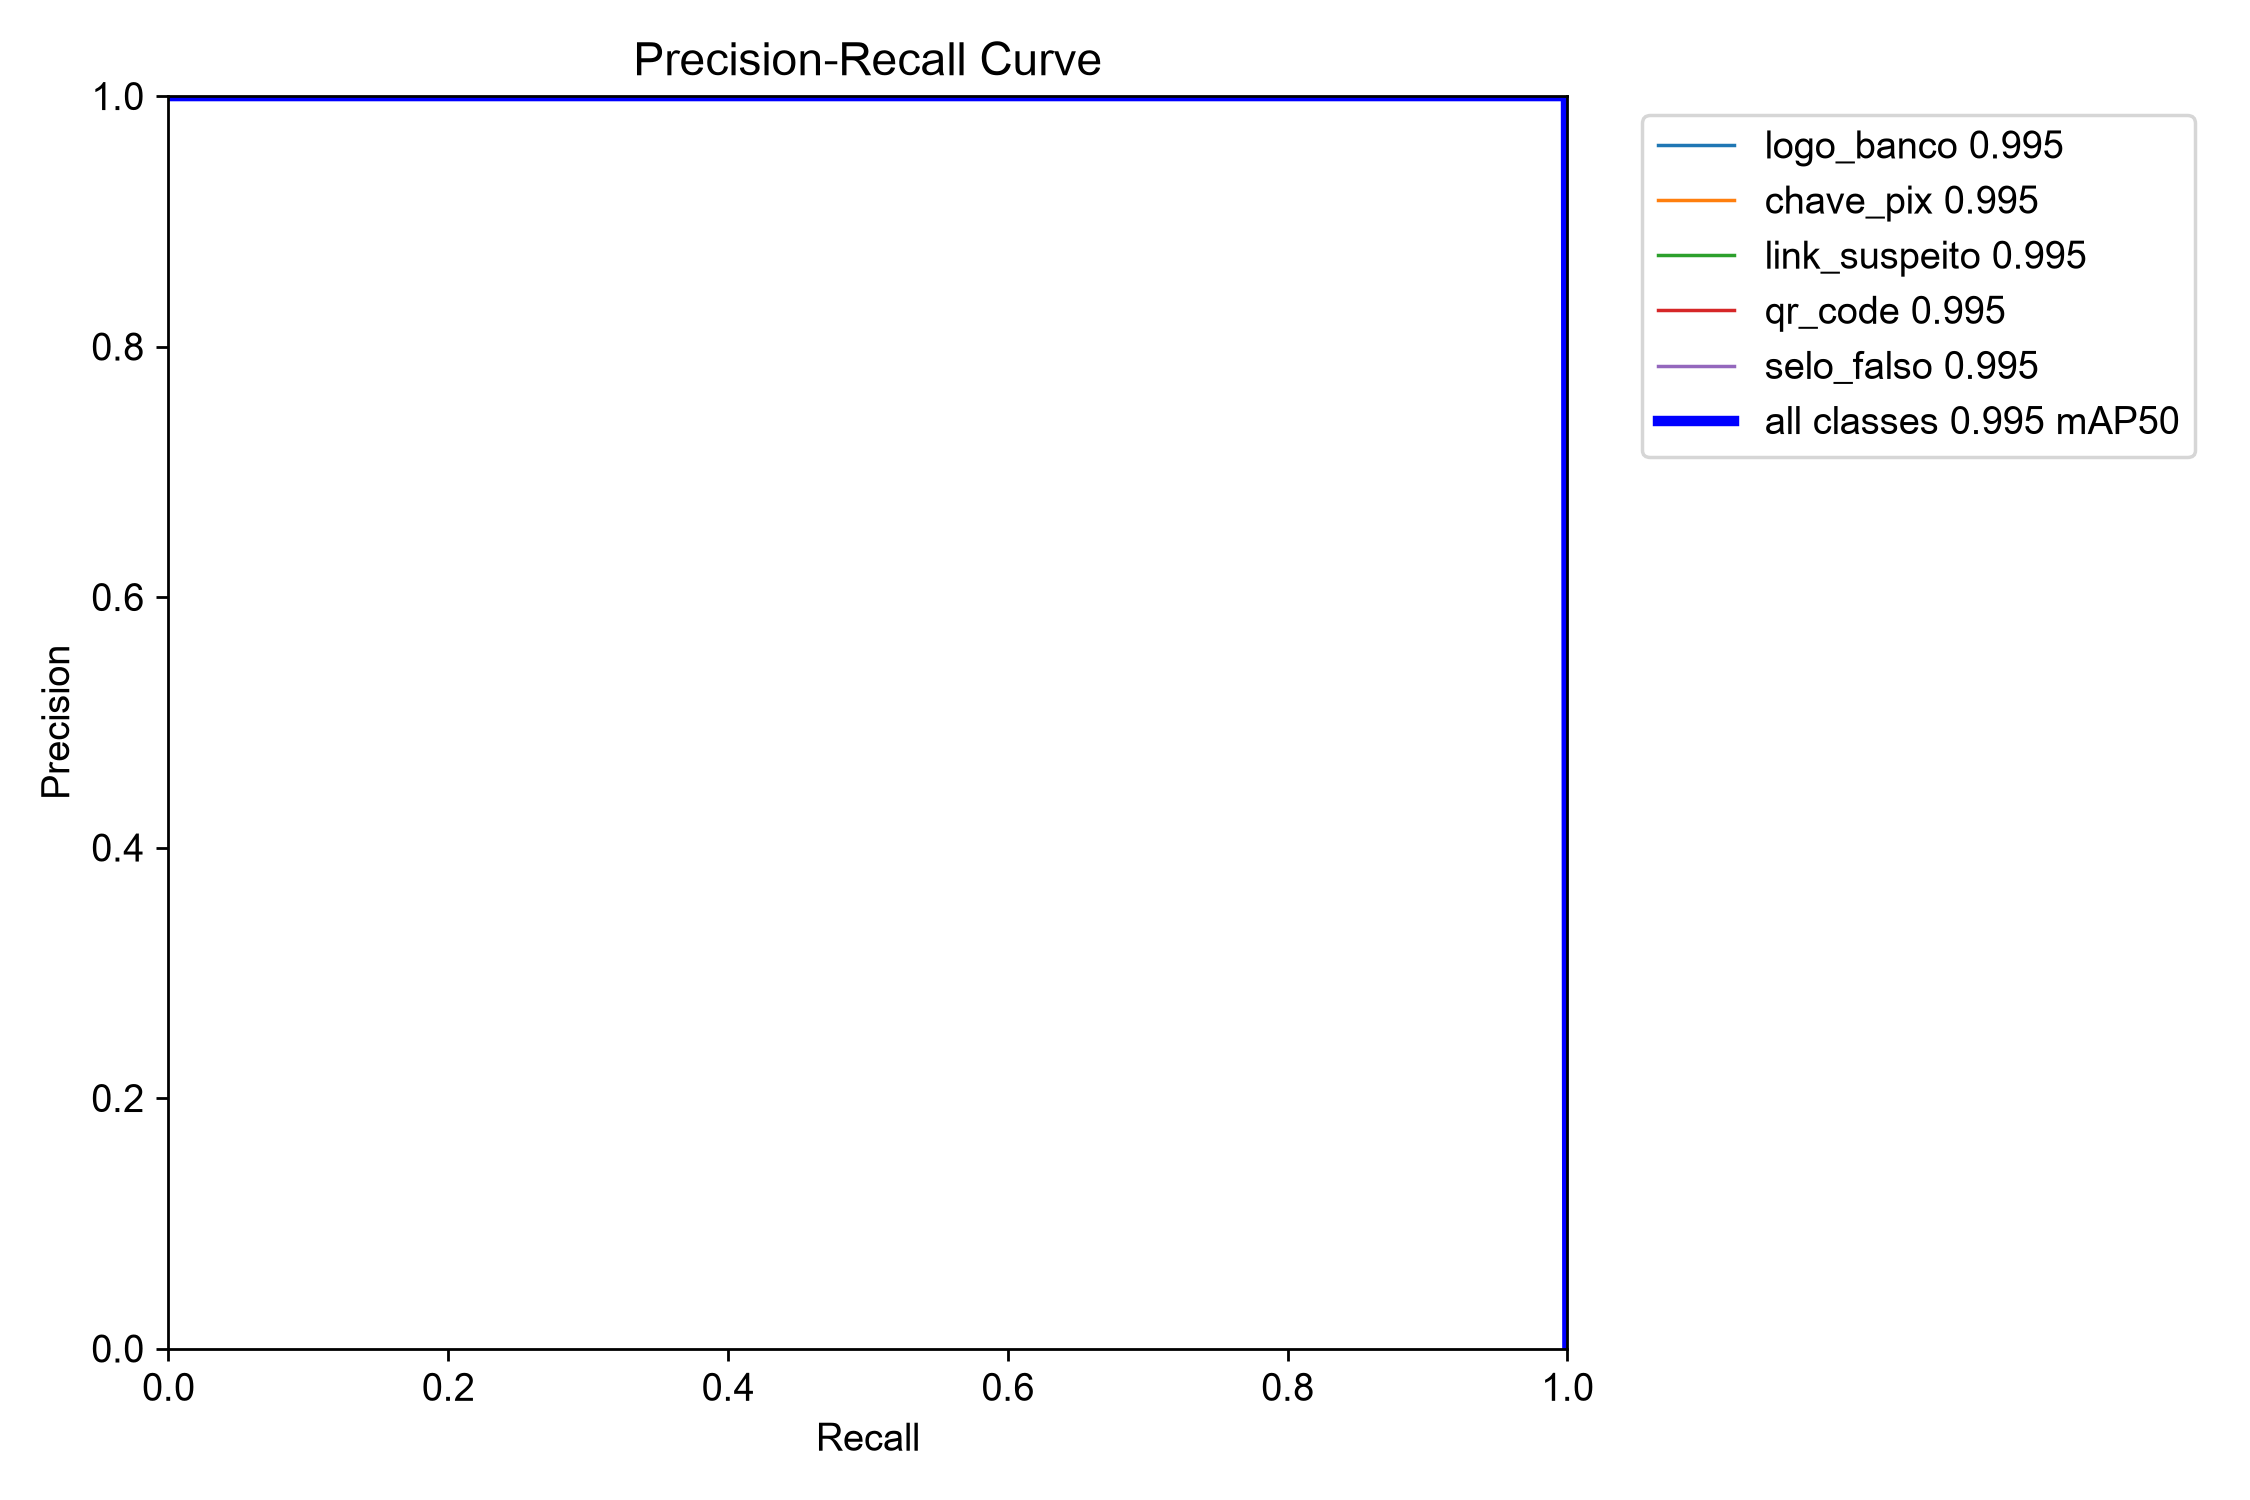 Precision-Recall Curve
1.0
0.8
0.6
0.4
0.2
0.0
Precision
0.0 0.2 0.4 0.6 0.8 1.0
Recall
logo_banco 0.995
chave_pix 0.995
link_suspeito 0.995
qr_code 0.995
selo_falso 0.995
all classes 0.995 mAP50